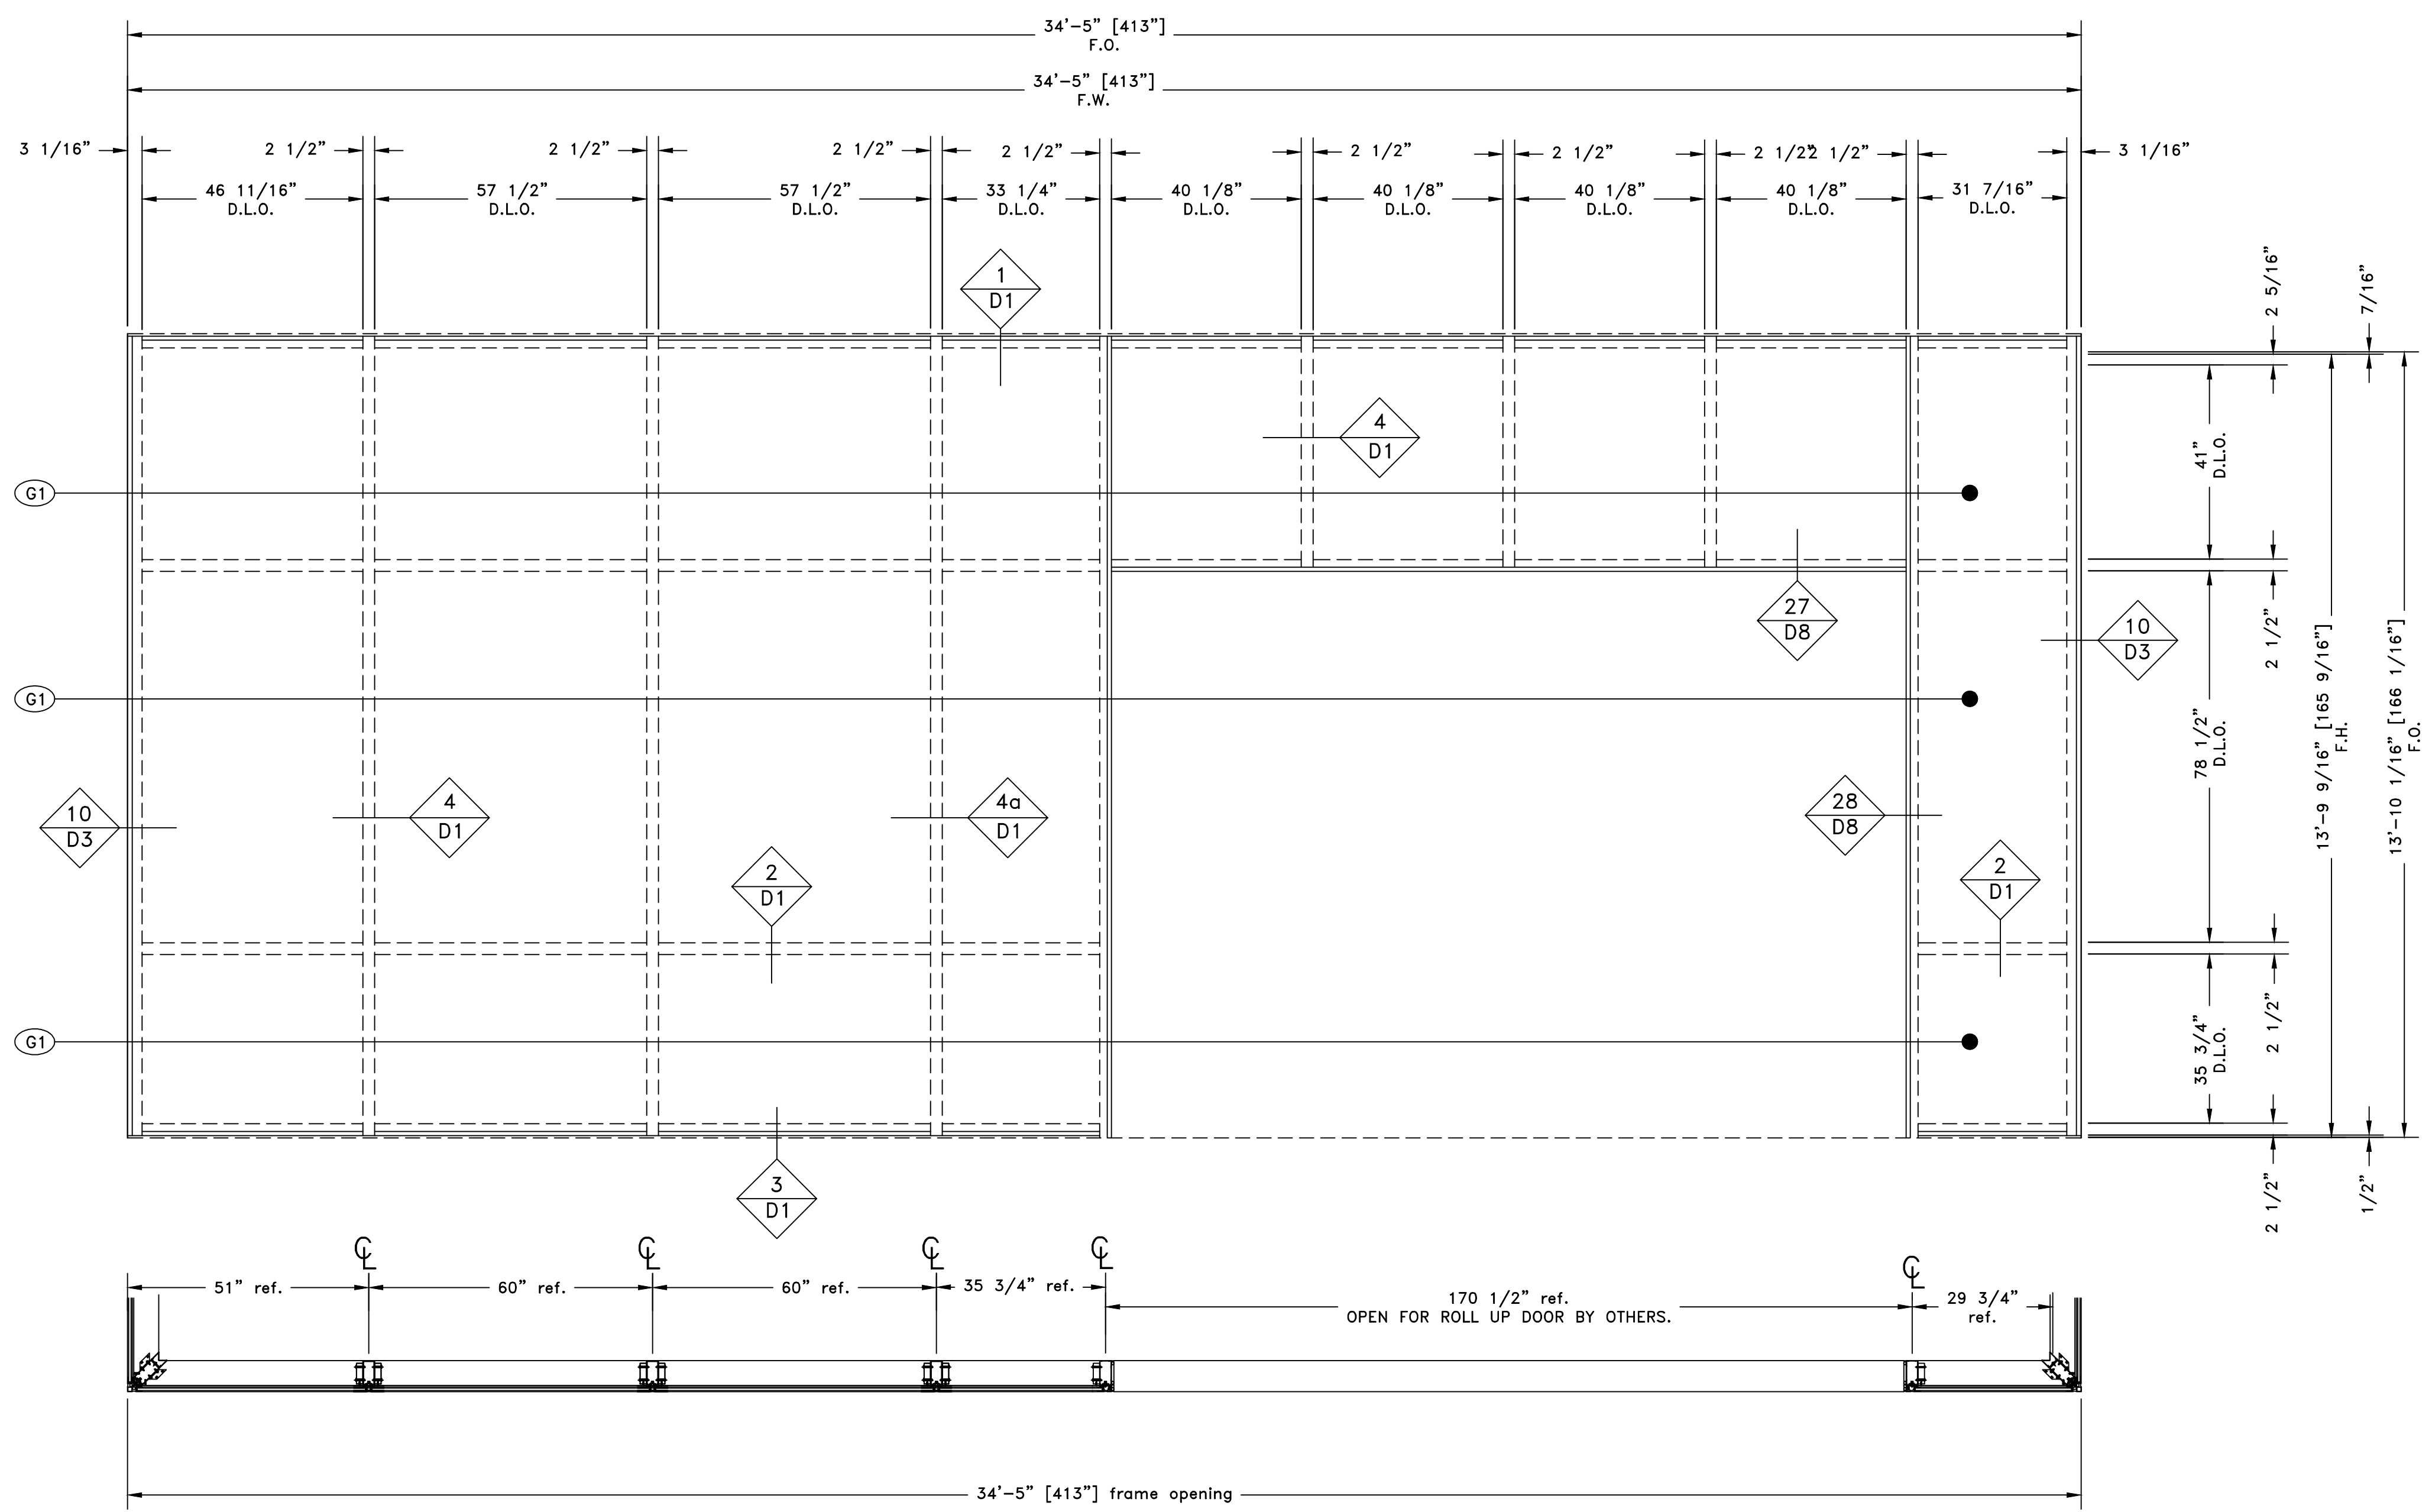 34'-5" [413"]
F.O.
34'-5" [413"]
F.W.
3 1/16"
2 1/2"
2 1/2"
2 1/2"
2 1/2"
2 1/2"
2 1/2"
2 1/2"
2 1/2"
3 1/16"
46 11/16"
D.L.O.
57 1/2"
D.L.O.
57 1/2"
D.L.O.
33 1/4"
D.L.O.
40 1/8"
D.L.O.
40 1/8"
D.L.O.
40 1/8"
D.L.O.
40 1/8"
D.L.O.
31 7/16"
D.L.O.
1
D1
2 5/16"
7/16"
4
D1
41"
D.L.O.
G1
27
D8
10
D3
2 1/2"
G1
78 1/2"
D.L.O.
13'-9 9/16" [165 9/16"]
F.H.
13'-10 1/16" [166 1/16"]
F.O.
10
D3
4
D1
4a
D1
28
D8
2
D1
2
D1
G1
35 3/4"
D.L.O.
2 1/2"
3
D1
2 1/2"
1/2"
CL
CL
CL
CL
CL
51" ref.
60" ref.
60" ref.
35 3/4" ref.
170 1/2" ref.
OPEN FOR ROLL UP DOOR BY OTHERS.
29 3/4"
ref.
34'-5" [413"] frame opening